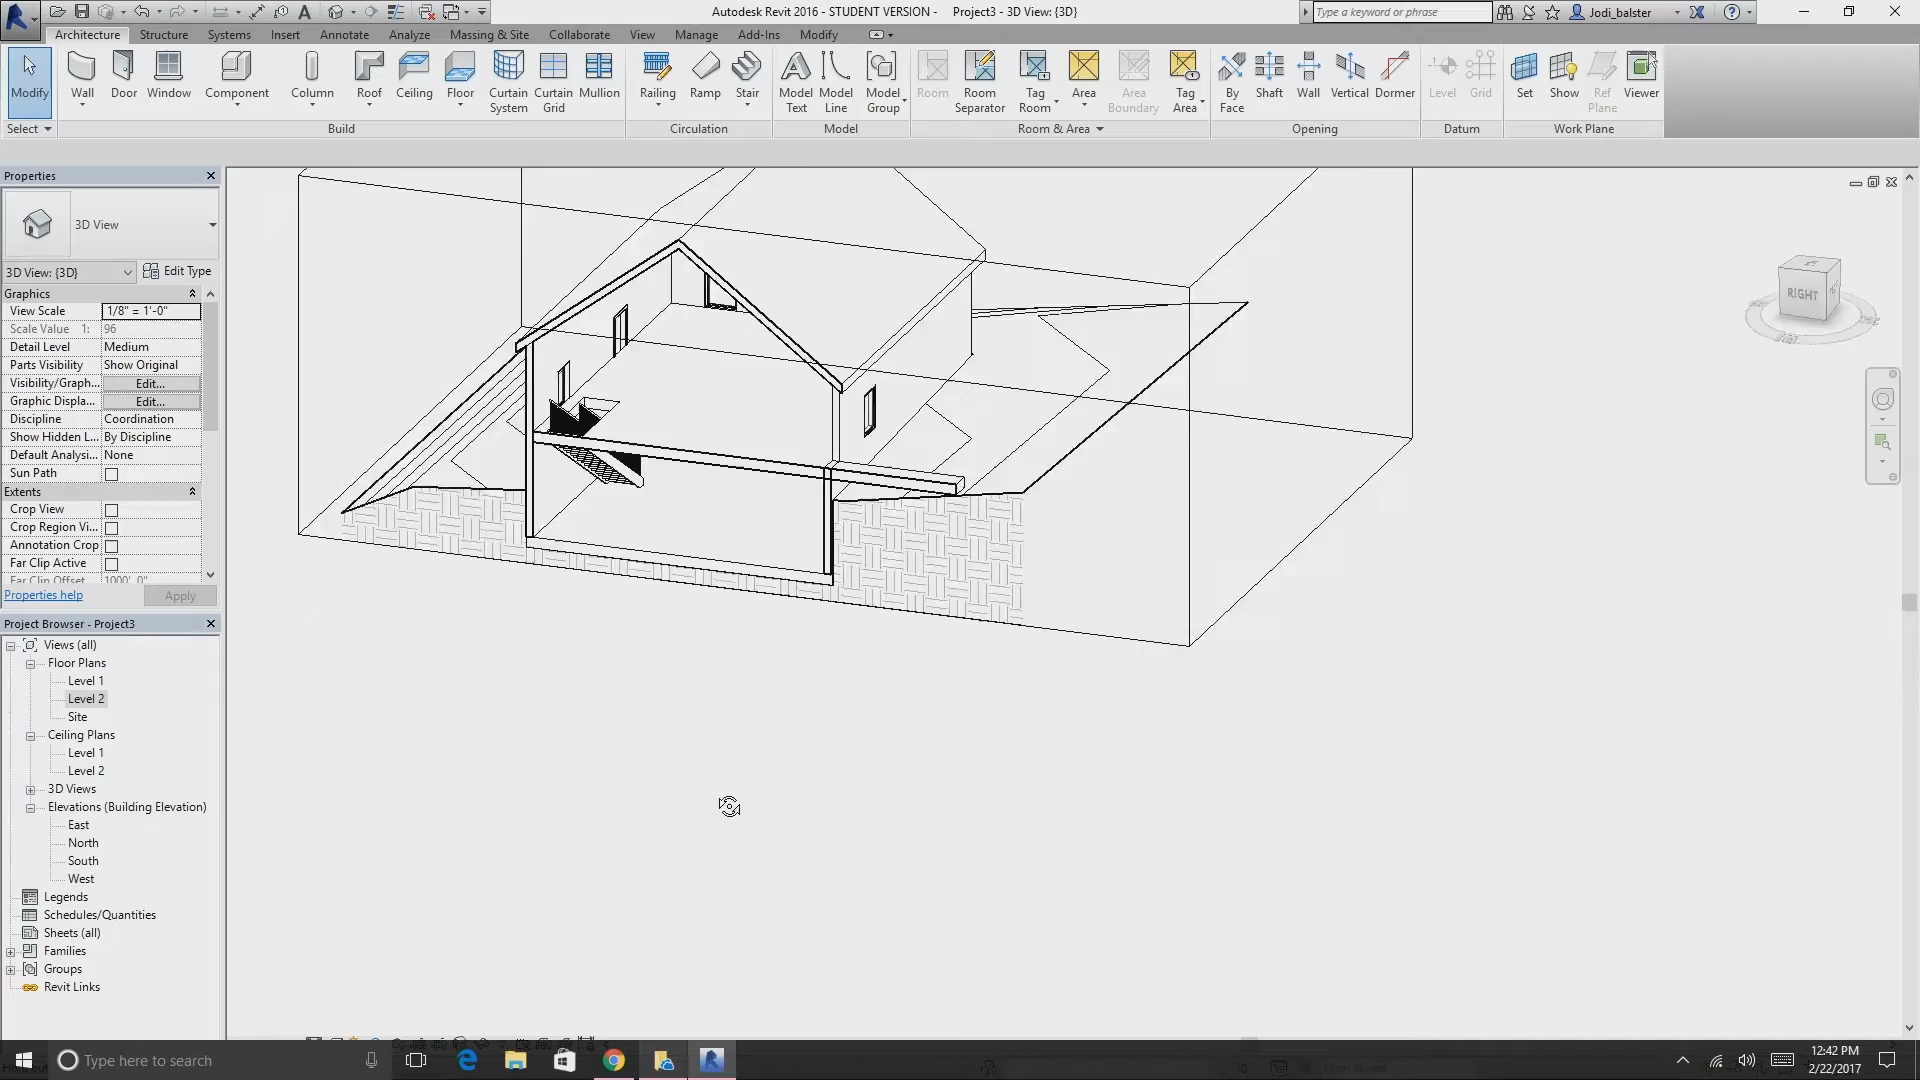 Autodesk Revit 2016 - STUDENT VERSION - Project3 - 3D View: {3D}
Type a keyword or phrase
Jodi_balster
Architecture Structure Systems Insert Annotate Analyze Massing & Site Collaborate View Manage Add-Ins Modify
Modify Wall Door Window Component Column Roof Ceiling Floor Curtain System Curtain Grid Mullion Railing Ramp Stair Model Text Model Line Model Group Room Room Separator Tag Room Area Area Boundary Tag Area By Face Shaft Wall Vertical Dormer Level Grid Set Show Ref Plane Viewer
Select Build Circulation Model Room & Area Opening Datum Work Plane
Properties
3D View
3D View: {3D} Edit Type
Graphics
View Scale 1/8" = 1'-0"
Scale Value 1: 96
Detail Level Medium
Parts Visibility Show Original
Visibility/Graph... Edit...
Graphic Displa... Edit...
Discipline Coordination
Show Hidden L... By Discipline
Default Analysi... None
Sun Path
Extents
Crop View
Crop Region Vi...
Annotation Crop
Far Clip Active
Far Clip Offset 1000' 0"
Properties help Apply
Project Browser - Project3
Views (all)
Floor Plans
Level 1
Level 2
Site
Ceiling Plans
Level 1
Level 2
3D Views
Elevations (Building Elevation)
East
North
South
West
Legends
Schedules/Quantities
Sheets (all)
Families
Groups
Revit Links
RIGHT
Type here to search
12:42 PM
2/22/2017